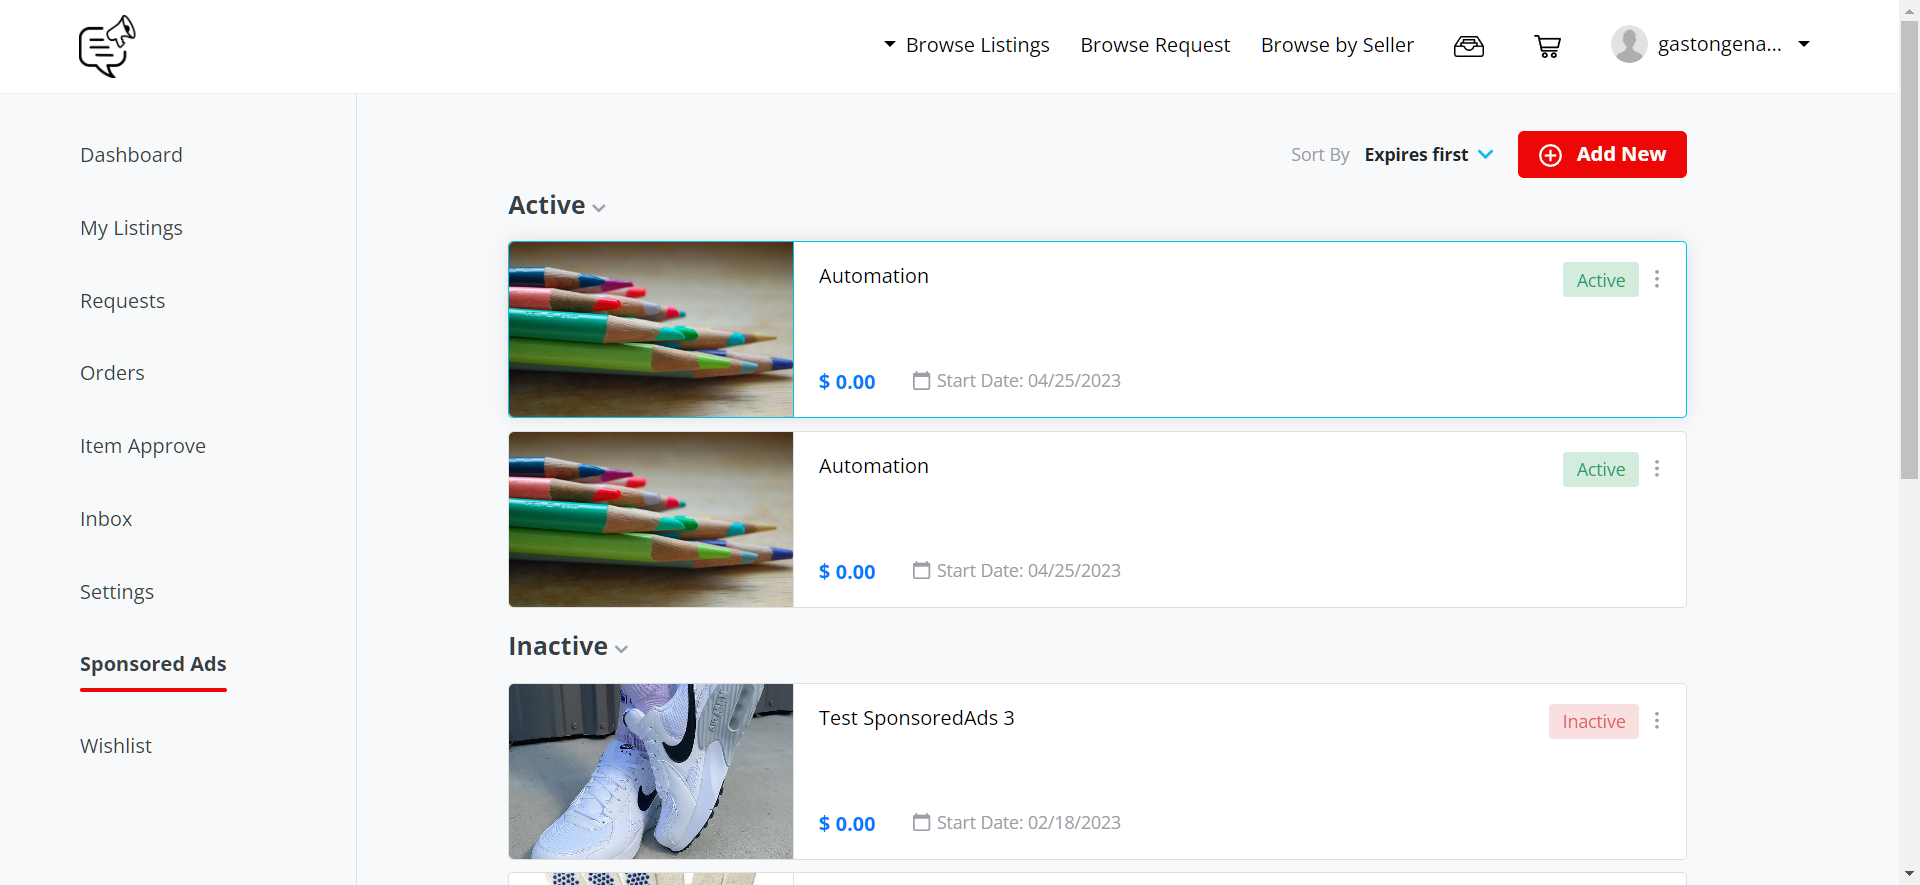 Browse Listings
Browse Request
Browse by Seller
gastongena...
Dashboard
My Listings
Requests
Orders
Item Approve
Inbox
Settings
Sponsored Ads
Wishlist
Sort By Expires first
Add New
Active
Automation
Active
$ 0.00
Start Date: 04/25/2023
Automation
Active
$ 0.00
Start Date: 04/25/2023
Inactive
Test SponsoredAds 3
Inactive
$ 0.00
Start Date: 02/18/2023